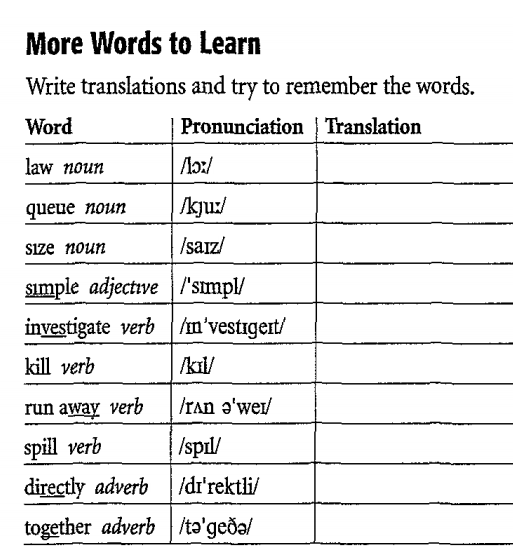 More Words to Learn
Write translations and try to remember the words.
Word Pronunciation Translation
law noun /lɔː/
queue noun /kjuː/
size noun /saɪz/
simple adjective /ˈsɪmpl/
investigate verb /ɪnˈvestɪgeɪt/
kill verb /kɪl/
run away verb /rʌn əˈweɪ/
spill verb /spɪl/
directly adverb /dɪˈrektli/
together adverb /təˈgeðə/